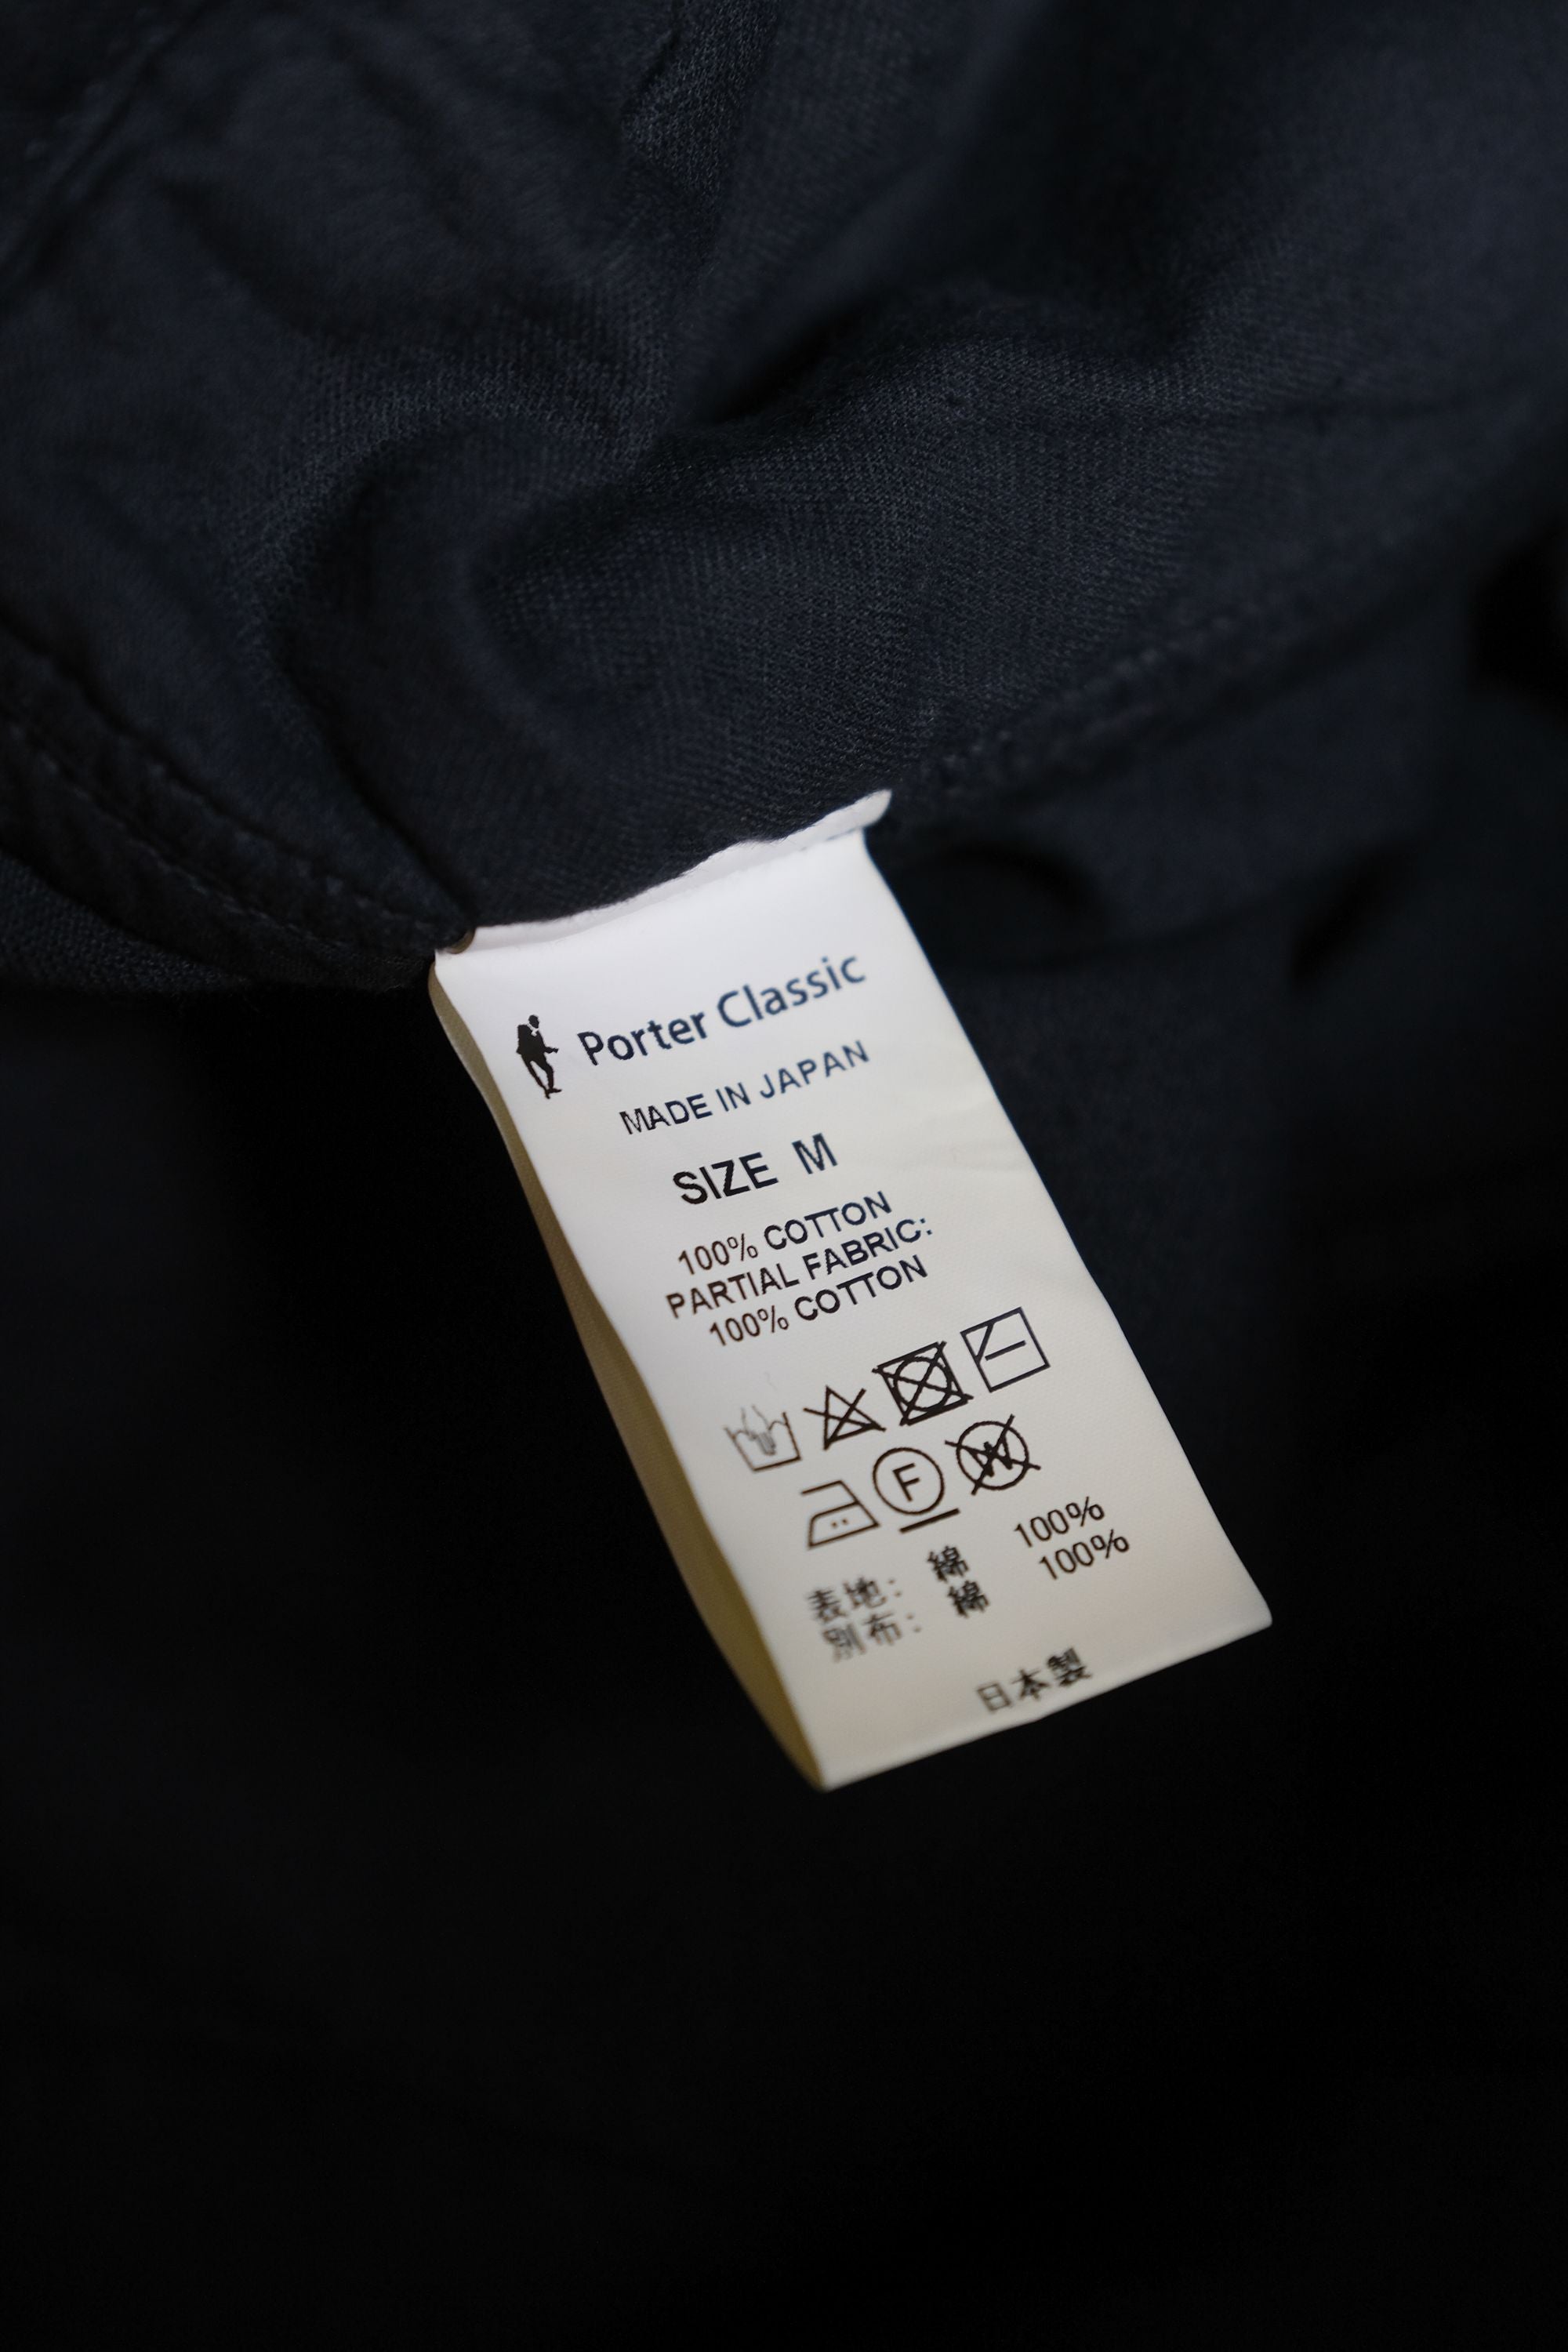 Porter Classic
MADE IN JAPAN
SIZE M
100% COTTON
PARTIAL FABRIC:
100% COTTON
F
W
表地: 綿 100%
別布: 綿 100%
日本製